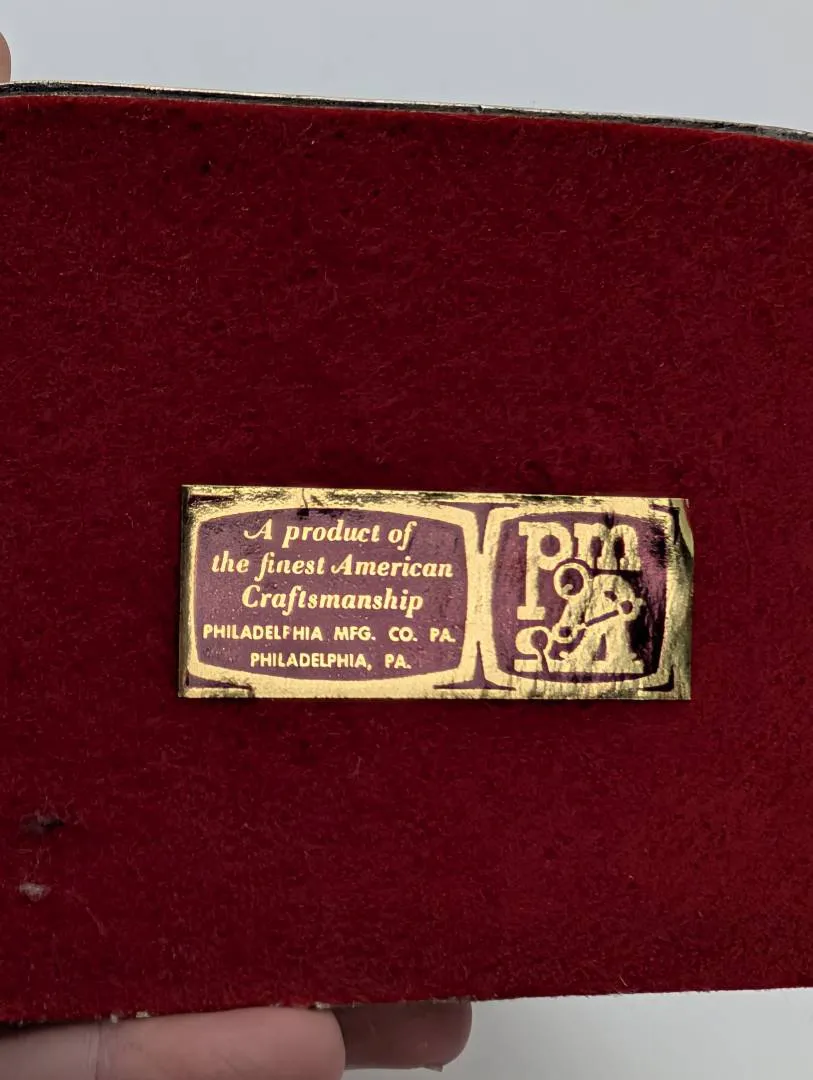 A product of
the finest American
Craftsmanship
PHILADELPHIA MFG. CO. PA.
PHILADELPHIA, PA.
pm